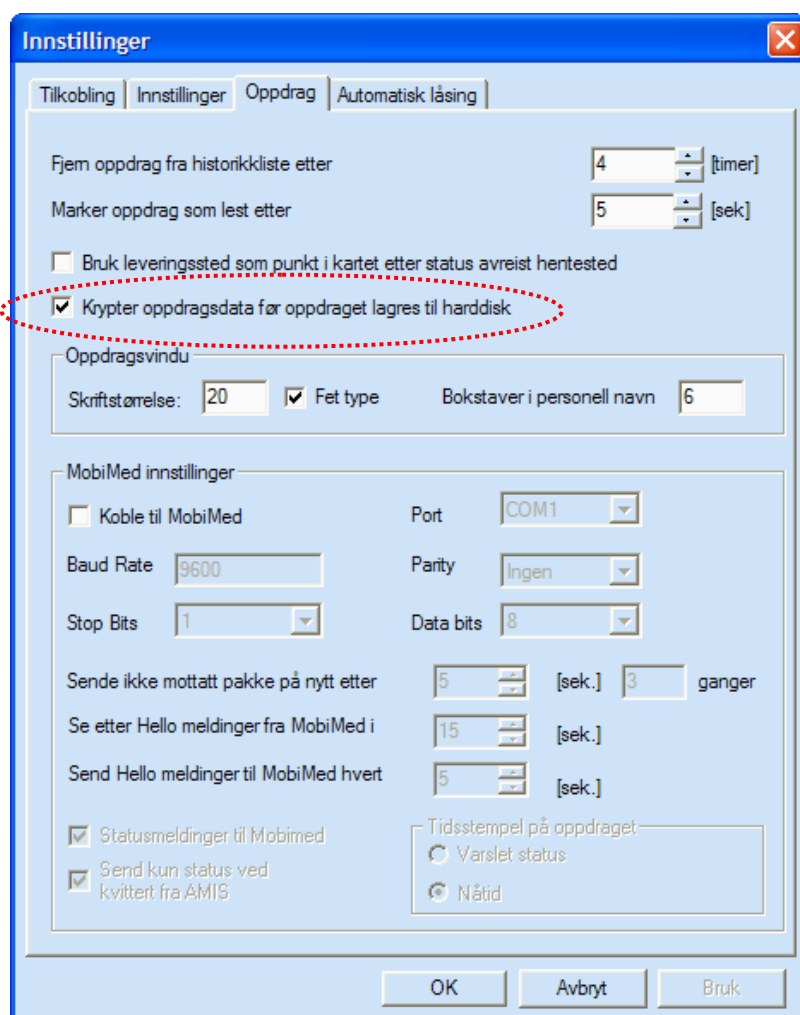 Innstillinger
Tilkobling Innstillinger Oppdrag Automatisk låsing
Fjern oppdrag fra historikkliste etter 4 [timer]
Marker oppdrag som lest etter 5 [sek]
Bruk leveringssted som punkt i kartet etter status avreist hentested
Krypter oppdragsdata før oppdraget lagres til harddisk
Oppdragsvindu
Skriftstørrelse: 20 Fet type Bokstaver i personell navn 6
MobiMed innstillinger
Koble til MobiMed Port COM1
Baud Rate 9600 Parity Ingen
Stop Bits 1 Data bits 8
Sende ikke mottatt pakke på nytt etter 5 [sek.] 3 ganger
Se etter Hello meldinger fra MobiMed i 15 [sek.]
Send Hello meldinger til MobiMed hvert 5 [sek.]
Statusmeldinger til Mobimed
Send kun status ved
kvittert fra AMIS
Tidsstempel på oppdraget
Varslet status
Nåtid
OK Avbryt Bruk